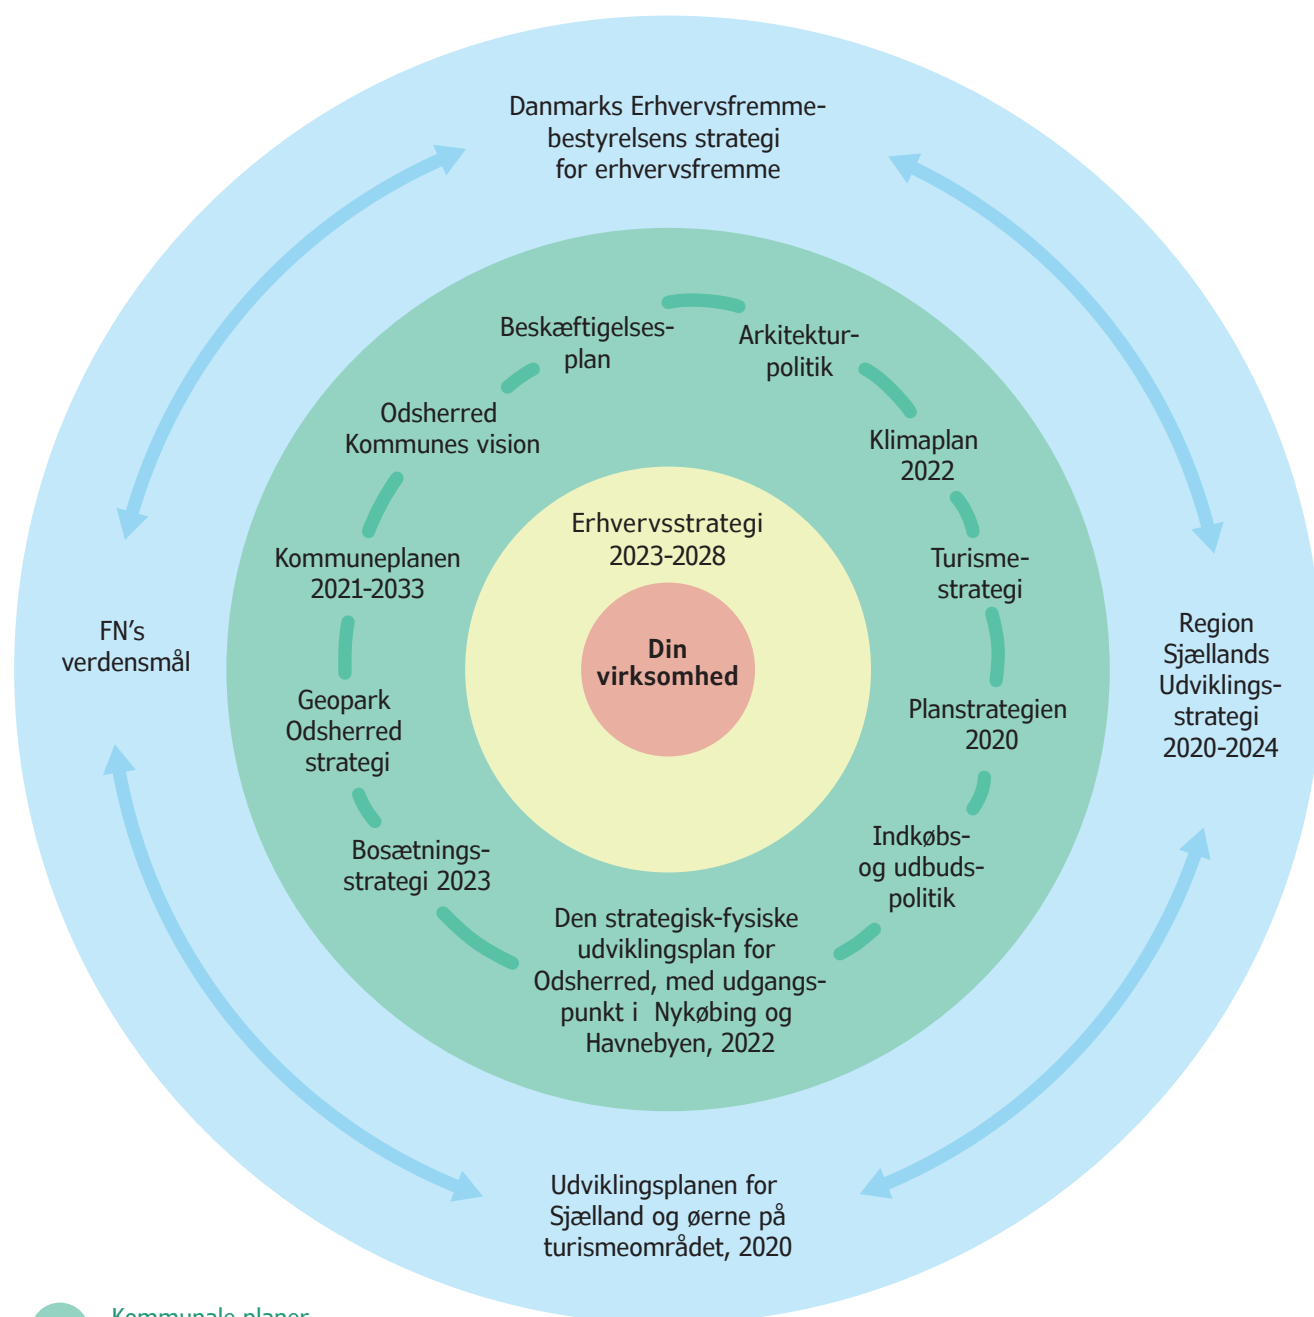 Danmarks Erhvervsfremme-
bestyrelsens strategi
for erhvervsfremme
Beskæftigelses-
plan
Arkitektur-
politik
Odsherred
Kommunes vision
Klimaplan
2022
Erhvervsstrategi
2023-2028
Kommuneplanen
2021-2033
Turisme-
strategi
FN's
verdensmål
Din
virksomhed
Region
Sjællands
Udviklings-
strategi
2020-2024
Geopark
Odsherred
strategi
Planstrategien
2020
Bosætnings-
strategi 2023
Indkøbs-
og udbuds-
politik
Den strategisk-fysiske
udviklingsplan for
Odsherred, med udgangs-
punkt i Nykøbing og
Havnebyen, 2022
Udviklingsplanen for
Sjælland og øerne på
turismeområdet, 2020
Kommunale planer